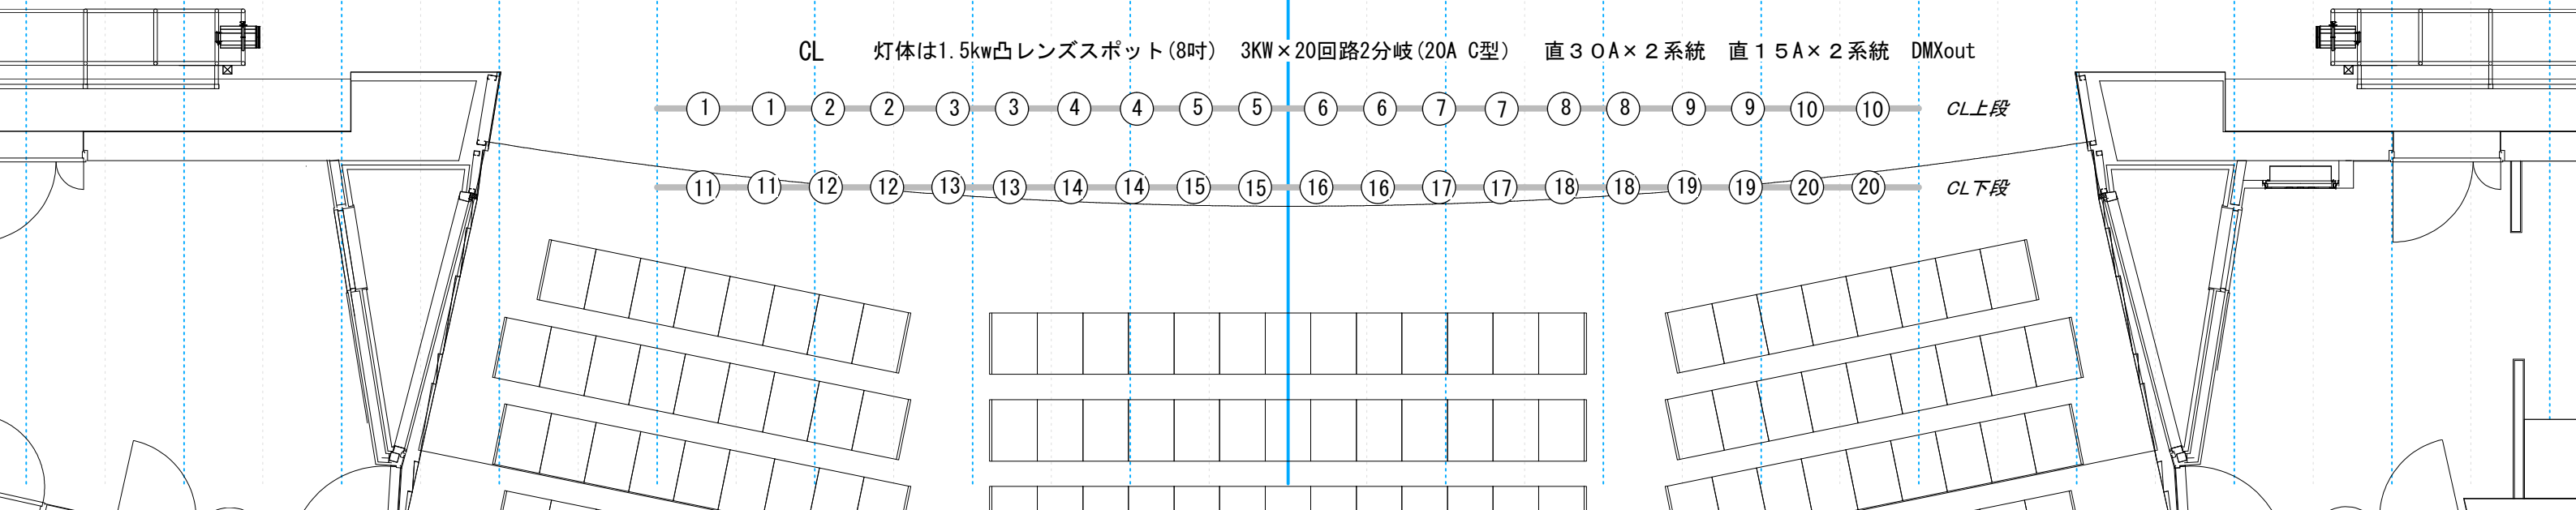 CL 灯体は1.5kw凸レンズスポット(8吋) 3KW×20回路2分岐(20A C型) 直３０A×２系統 直１５A×２系統 DMXout
1 1 2 2 3 3 4 4 5 5 6 6 7 7 8 8 9 9 10 10 CL上段
11 11 12 12 13 13 14 14 15 15 16 16 17 17 18 18 19 19 20 20 CL下段